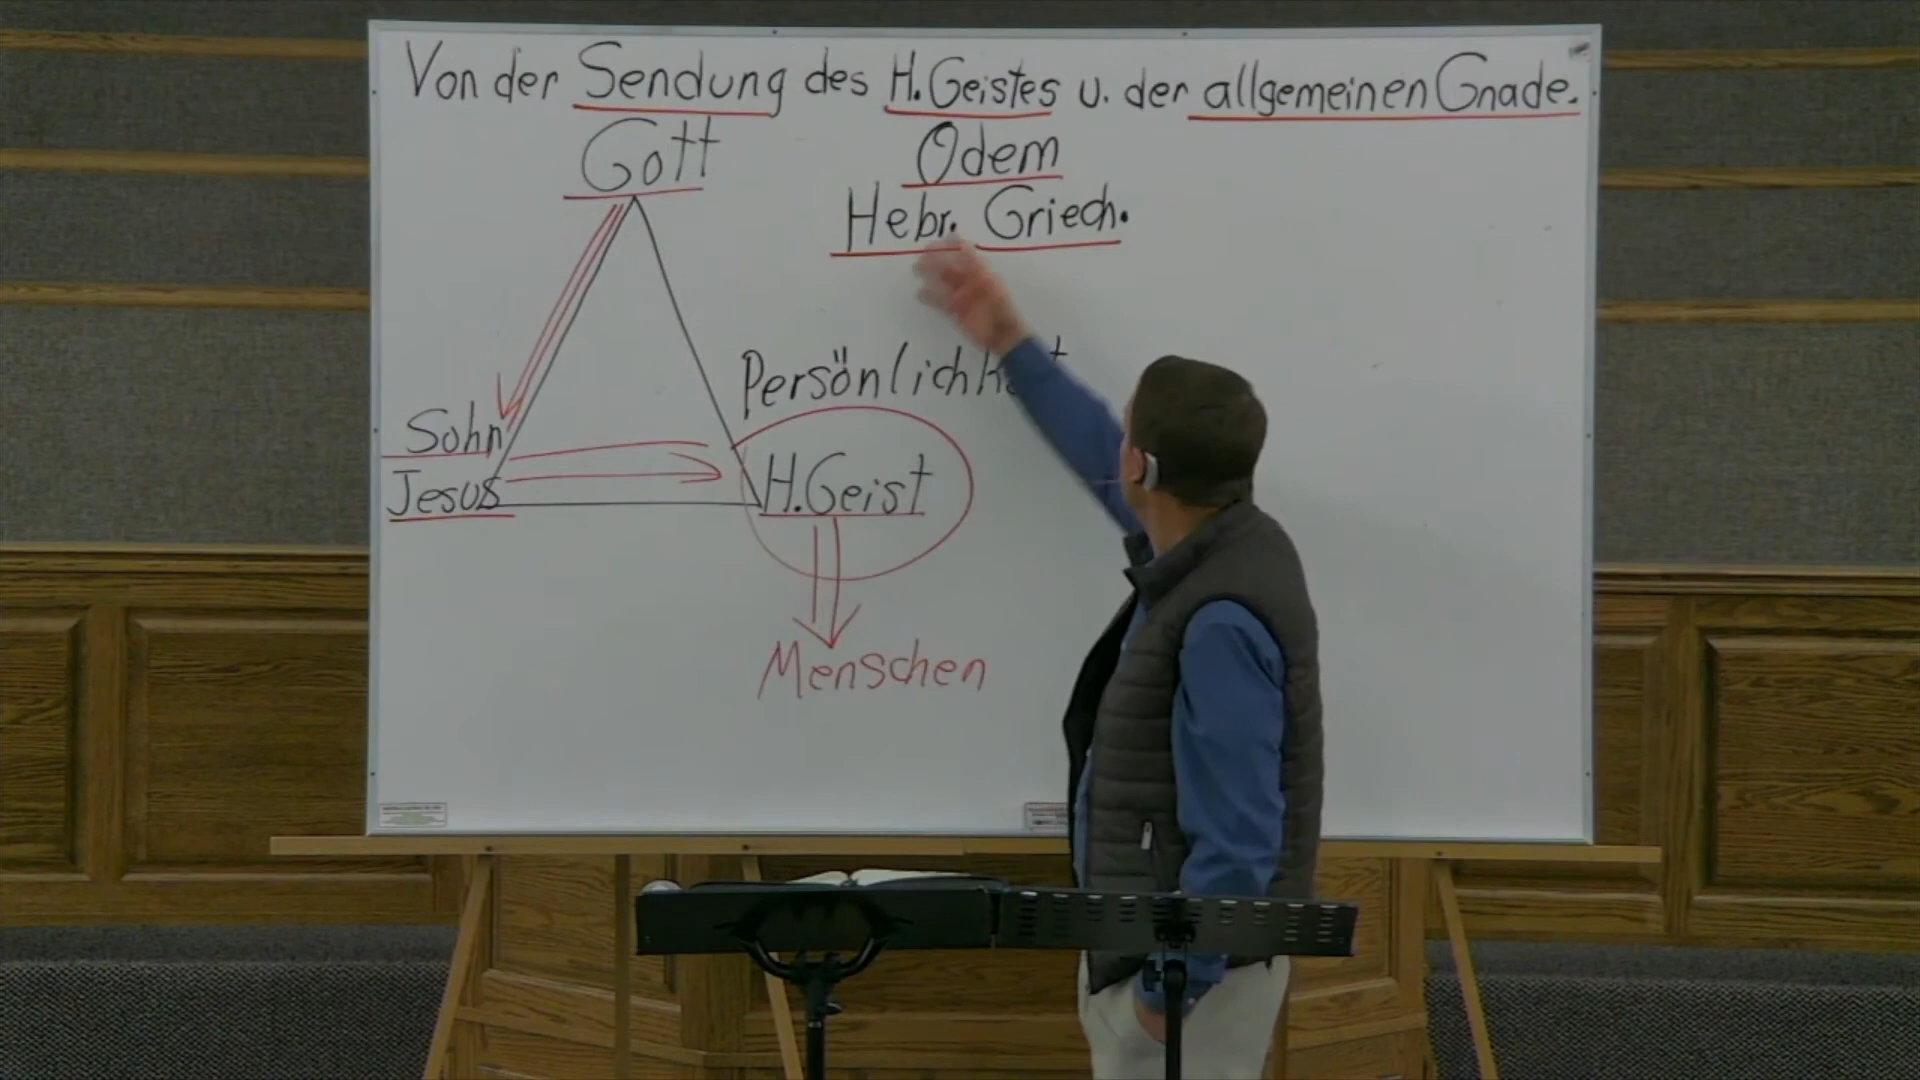 Von der Sendung des H. Geistes u. der allgemeinen Gnade.
Gott
Odem
Hebr. Griech.
Sohn
Jesus
H. Geist
Menschen